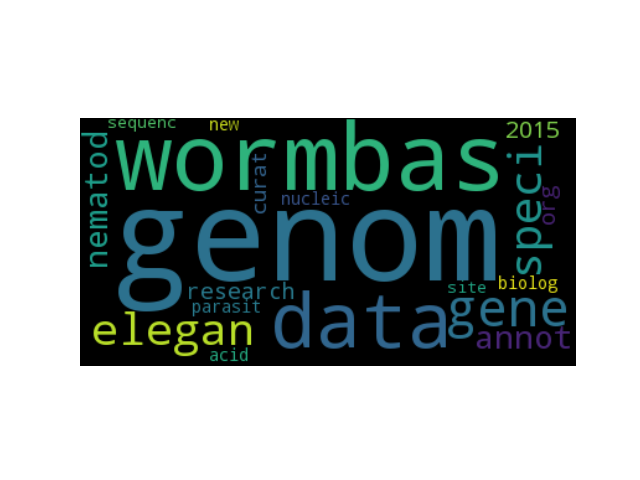 sequenc
new
2015
wormbas
nematod
curat
speci
org
nucleic
genom
research
site
biolog
parasit
data
gene
elegan
annot
acid